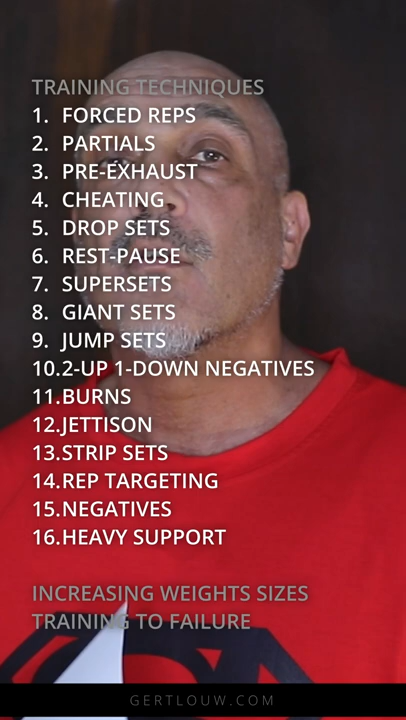 TRAINING TECHNIQUES
1. FORCED REPS
2. PARTIALS
3. PRE-EXHAUST
4. CHEATING
5. DROP SETS
6. REST-PAUSE
7. SUPERSETS
8. GIANT SETS
9. JUMP SETS
10.2-UP 1-DOWN NEGATIVES
11.BURNS
12.JETTISON
13.STRIP SETS
14.REP TARGETING
15.NEGATIVES
16.HEAVY SUPPORT
INCREASING WEIGHTS SIZES
TRAINING TO FAILURE
GERTLOUW.COM